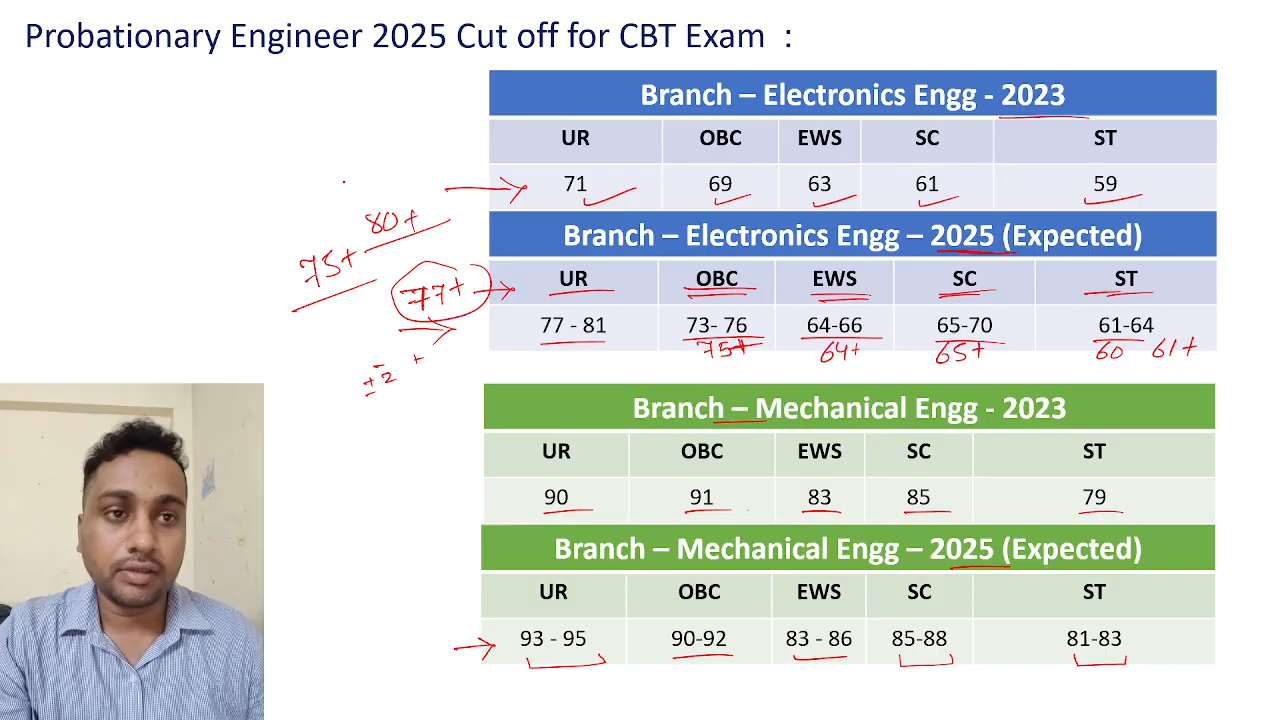 Probationary Engineer 2025 Cut off for CBT Exam :
Branch – Electronics Engg - 2023
UR OBC EWS SC ST
71 69 63 61 59
80+
75+
Branch – Electronics Engg – 2025 (Expected)
77+
UR OBC EWS SC ST
77 - 81 73- 76 64-66 65-70 61-64
75+ 64+ 65+ 60 61+
±2 +
Branch – Mechanical Engg - 2023
UR OBC EWS SC ST
90 91 83 85 79
Branch – Mechanical Engg – 2025 (Expected)
UR OBC EWS SC ST
93 - 95 90-92 83 - 86 85-88 81-83